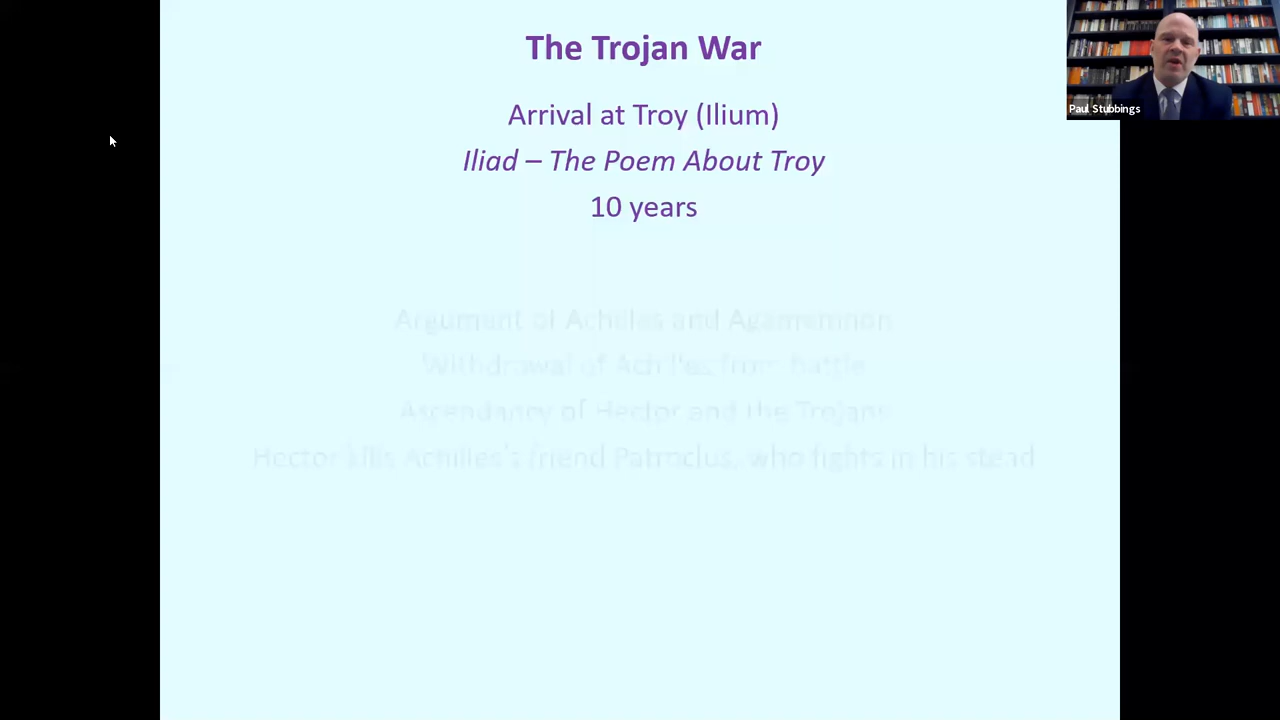 The Trojan War
Paul Stubbings
Arrival at Troy (Ilium)
Iliad – The Poem About Troy
10 years
Argument of Achilles and Agamemnon
Withdrawal of Achilles from battle
Ascendancy of Hector and the Trojans
Hector kills Achilles's friend Patroclus, who fights in his stead